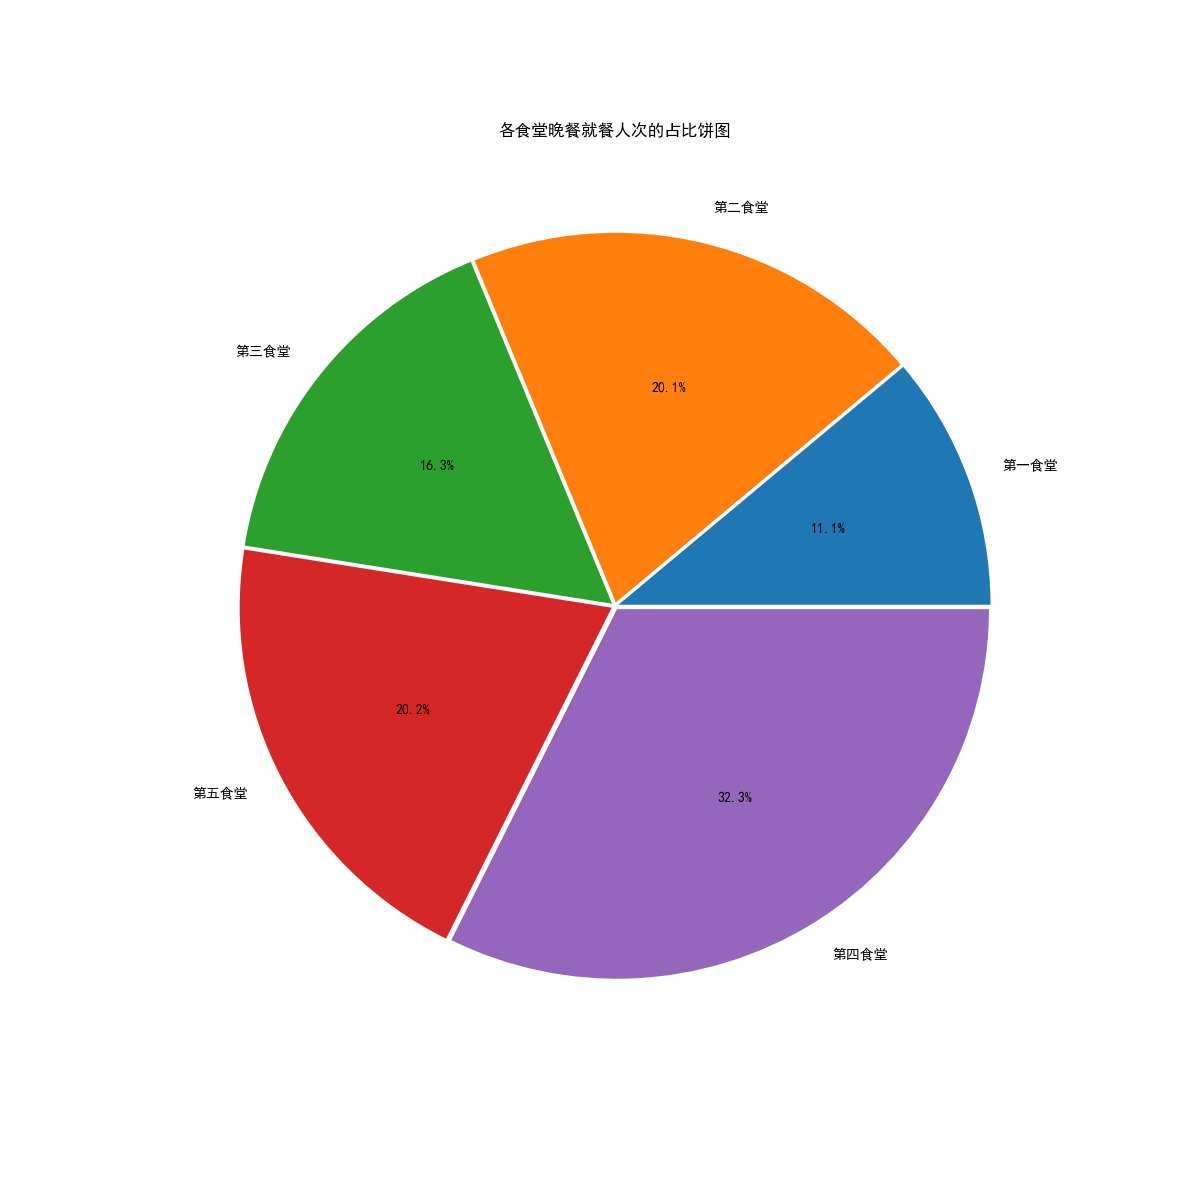 各食堂晚餐就餐人次的占比饼图
第二食堂
第三食堂
20.1%
第一食堂
16.3%
11.1%
20.2%
第五食堂
32.3%
第四食堂